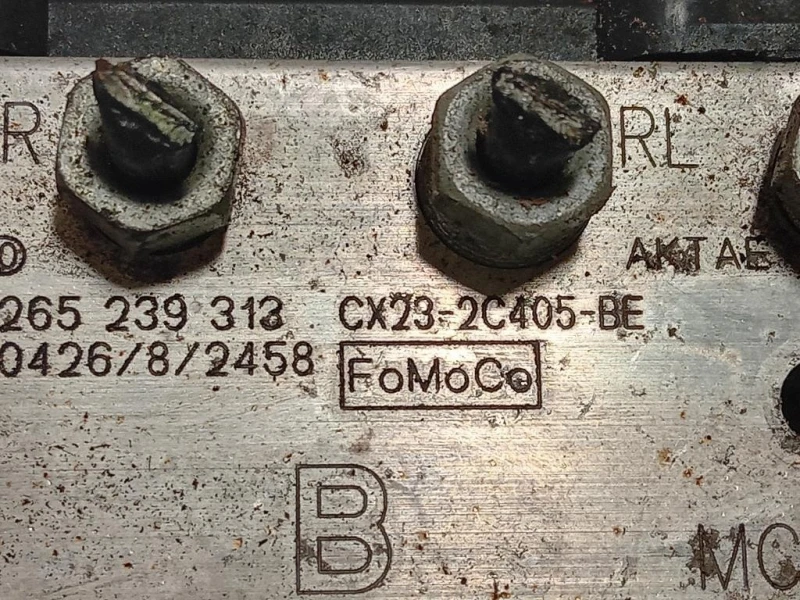 R RL
AKTAE
265 239 313 CX23-2C405-BE
0426/8/2458 FoMoCo
B
MC